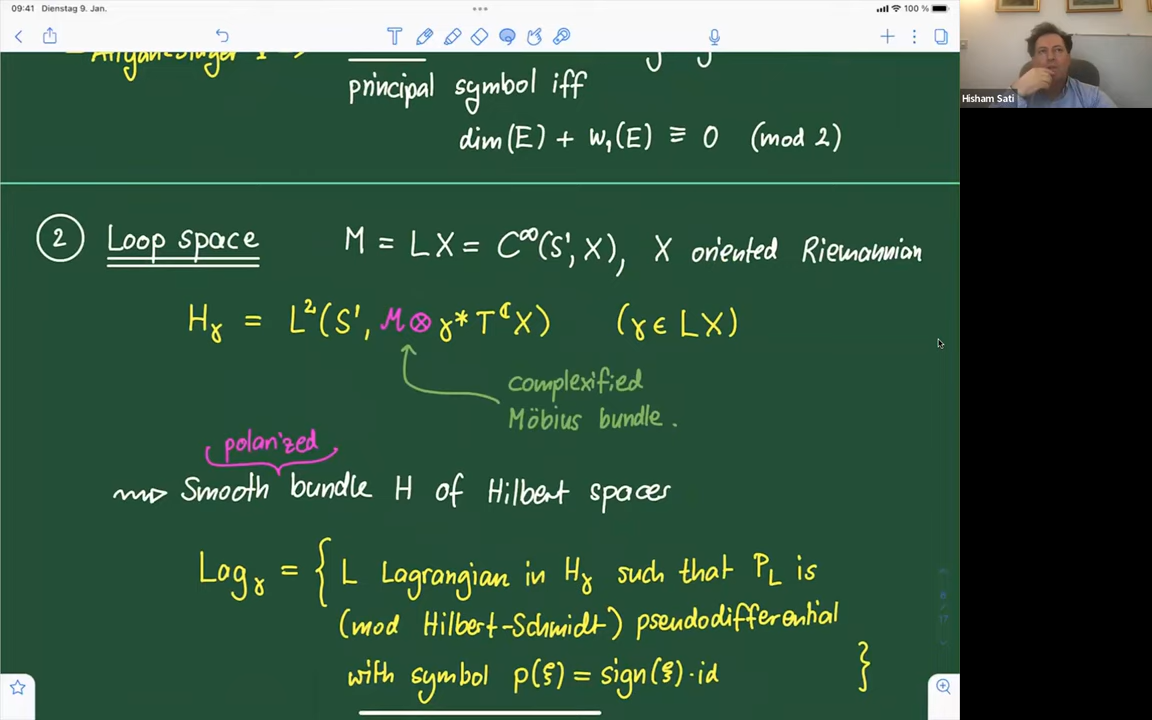 09:41 Dienstag 9. Jan.
100 %
Hisham Sati
principal symbol iff
dim(E) + w₁(E) ≡ 0 (mod 2)
② Loop space M = LX = C^∞(S¹, X), X oriented Riemannian
H_γ = L²(S¹, M⊗γ*T^ℂX) (γ ∈ LX)
complexified
Möbius bundle.
polarized
⇝ Smooth bundle H of Hilbert spaces
Lag_γ = { L Lagrangian in H_γ such that P_L is
(mod Hilbert-Schmidt) pseudodifferential
with symbol p(ξ) = sign(ξ)·id }